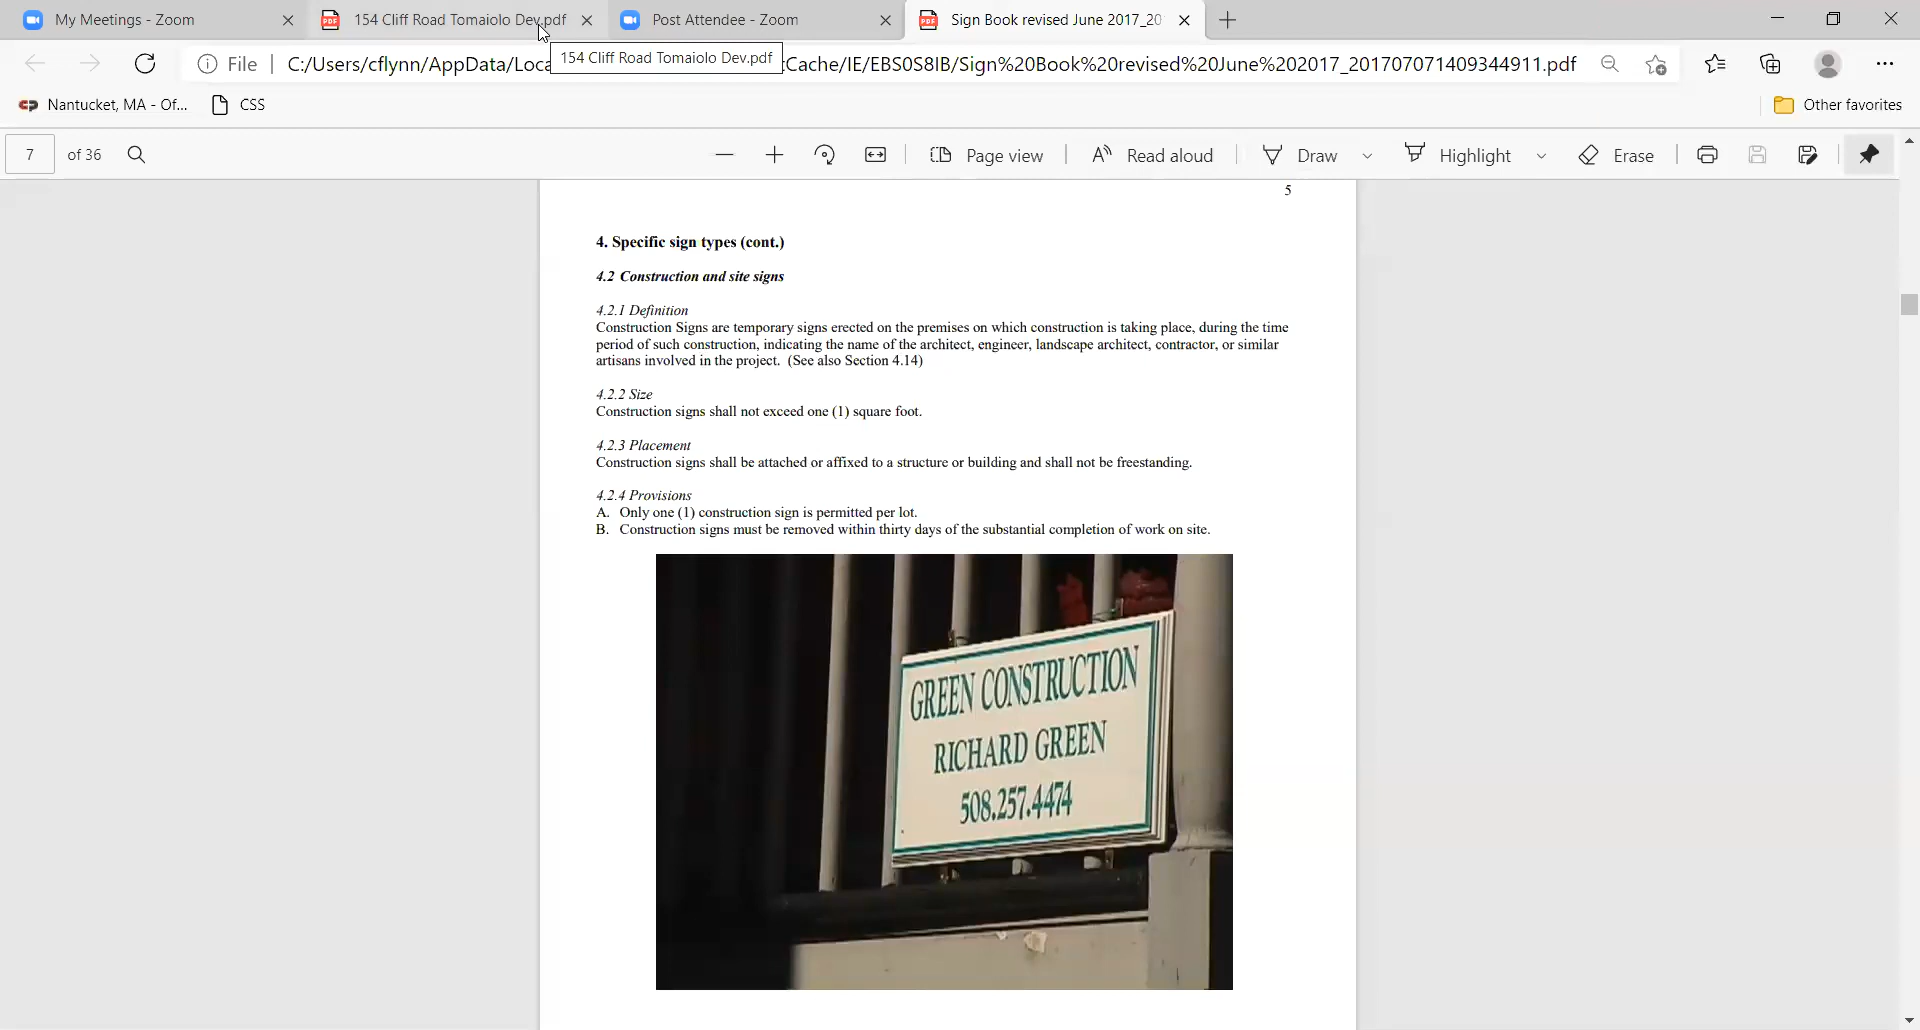 My Meetings - Zoom
154 Cliff Road Tomaiolo Dev.pdf
Post Attendee - Zoom
Sign Book revised June 2017_20
File
C:/Users/cflynn/AppData/Loca
154 Cliff Road Tomaiolo Dev.pdf
:Cache/IE/EBS0S8IB/Sign%20Book%20revised%20June%202017_201707071409344911.pdf
Nantucket, MA - Of...
CSS
Other favorites
7 of 36
Page view
Read aloud
Draw
Highlight
Erase
5
4. Specific sign types (cont.)
4.2 Construction and site signs
4.2.1 Definition
Construction Signs are temporary signs erected on the premises on which construction is taking place, during the time
period of such construction, indicating the name of the architect, engineer, landscape architect, contractor, or similar
artisans involved in the project. (See also Section 4.14)
4.2.2 Size
Construction signs shall not exceed one (1) square foot.
4.2.3 Placement
Construction signs shall be attached or affixed to a structure or building and shall not be freestanding.
4.2.4 Provisions
A. Only one (1) construction sign is permitted per lot.
B. Construction signs must be removed within thirty days of the substantial completion of work on site.
GREEN CONSTRUCTION
RICHARD GREEN
508.257.4474